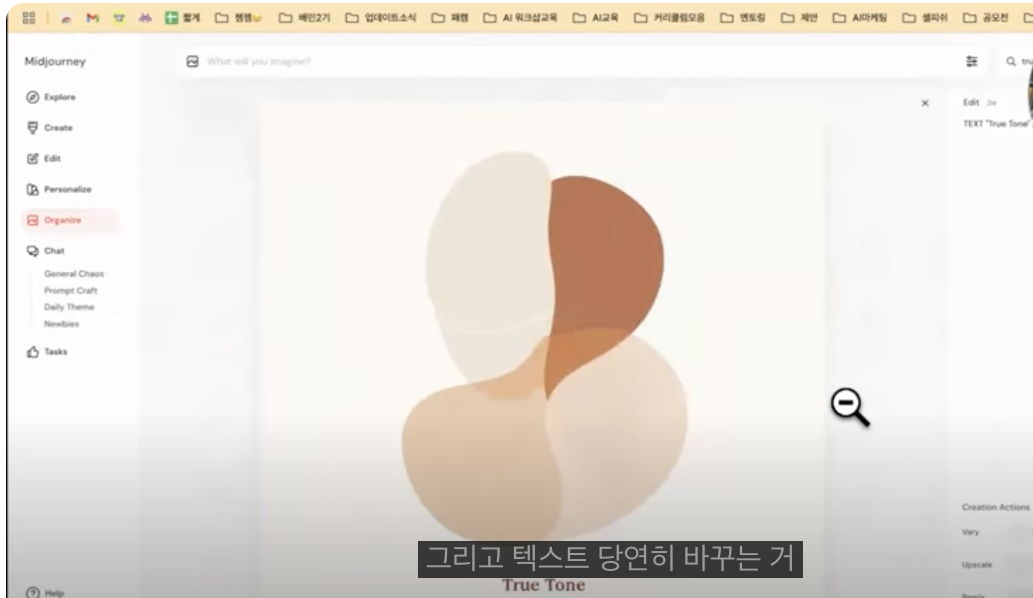 짧게 쳄쳄 배민2기 업데이트소식 패캠 AI 워크샵교육 AI교육 커리큘럼모음 멘토링 제안 AI마케팅 셀피쉬 공모전
Midjourney
What will you imagine?
Explore
Create
Edit
Personalize
Organize
Chat
General Chaos
Prompt Craft
Daily Theme
Newbies
Tasks
Help
Edit 2w
TEXT "True Tone"
Creation Actions
Vary
Upscale
Remix
그리고 텍스트 당연히 바꾸는 거
True Tone